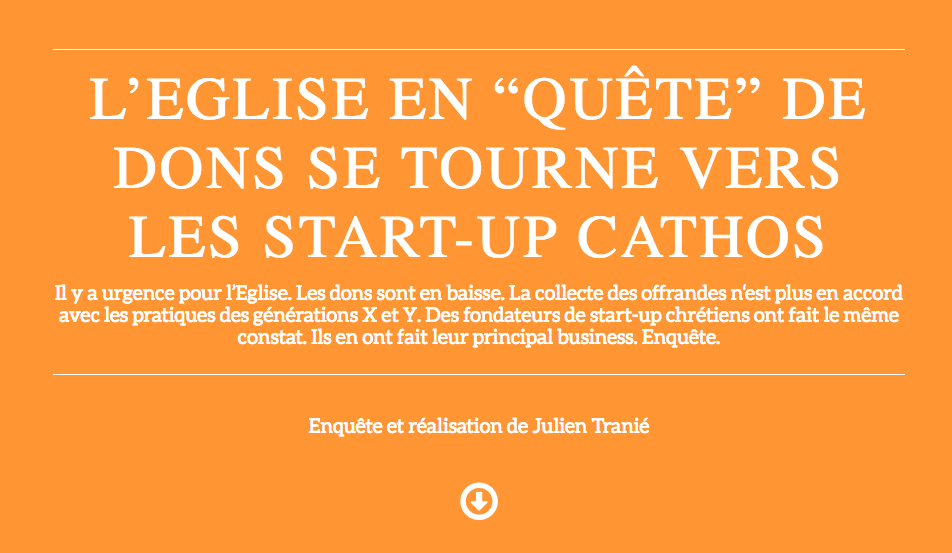 L’EGLISE EN “QUÊTE” DE
DONS SE TOURNE VERS
LES START-UP CATHOS
Il y a urgence pour l’Eglise. Les dons sont en baisse. La collecte des offrandes n‘est plus en accord
avec les pratiques des générations X et Y. Des fondateurs de start-up chrétiens ont fait le même
constat. Ils en ont fait leur principal business. Enquête.
Enquête et réalisation de Julien Tranié